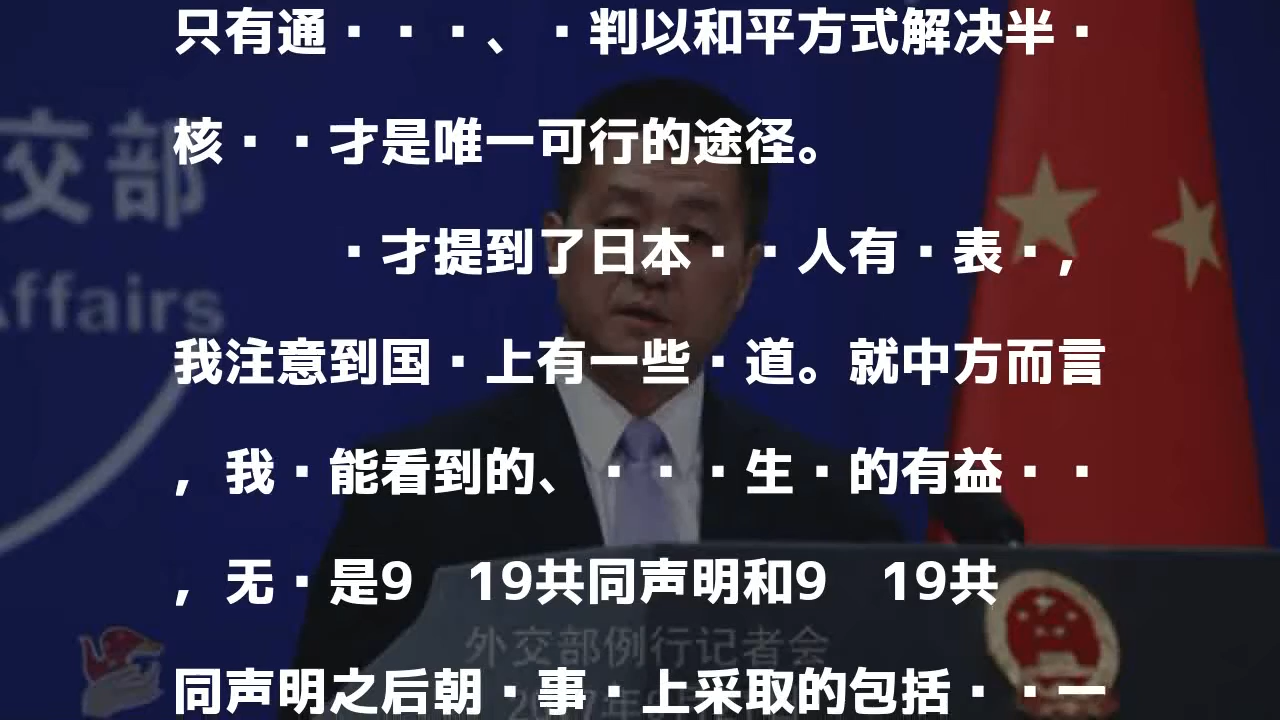 只有通···、·判以和平方式解决半·
核··才是唯一可行的途径。
·才提到了日本··人有·表·，
我注意到国·上有一些·道。就中方而言
，我·能看到的、···生·的有益··
，无·是9　19共同声明和9　19共
同声明之后朝·事·上采取的包括··一
交部
Affairs
外交部例行记者会